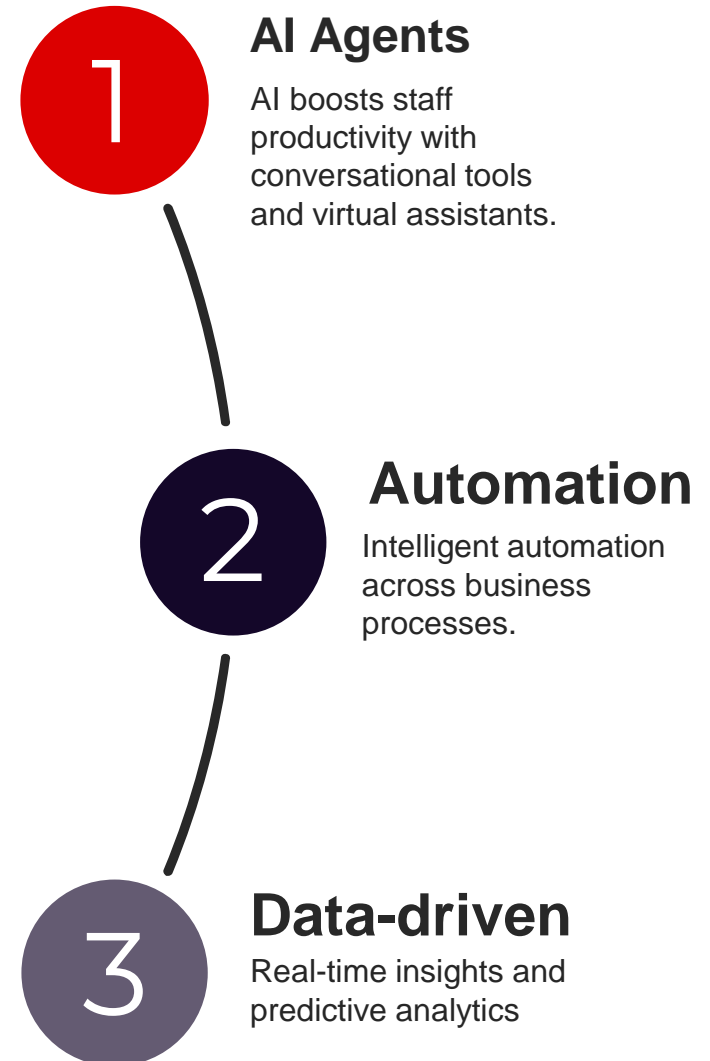 1
AI Agents
AI boosts staff
productivity with
conversational tools
and virtual assistants.
2
Automation
Intelligent automation
across business
processes.
3
Data-driven
Real-time insights and
predictive analytics